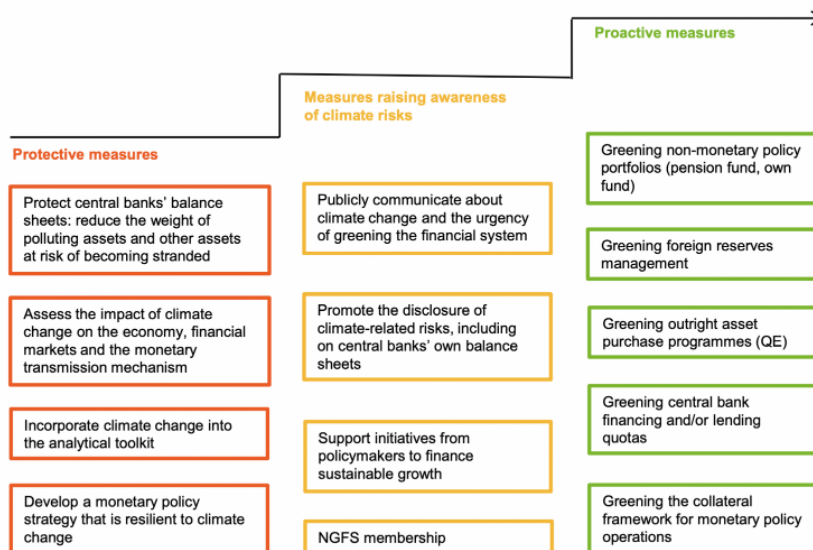 Proactive measures
Measures raising awareness
of climate risks
Protective measures
Protect central banks' balance
sheets: reduce the weight of
polluting assets and other assets
at risk of becoming stranded
Assess the impact of climate
change on the economy, financial
markets and the monetary
transmission mechanism
Incorporate climate change into
the analytical toolkit
Develop a monetary policy
strategy that is resilient to climate
change
Publicly communicate about
climate change and the urgency
of greening the financial system
Promote the disclosure of
climate-related risks, including
on central banks' own balance
sheets
Support initiatives from
policymakers to finance
sustainable growth
NGFS membership
Greening non-monetary policy
portfolios (pension fund, own
fund)
Greening foreign reserves
management
Greening outright asset
purchase programmes (QE)
Greening central bank
financing and/or lending
quotas
Greening the collateral
framework for monetary policy
operations